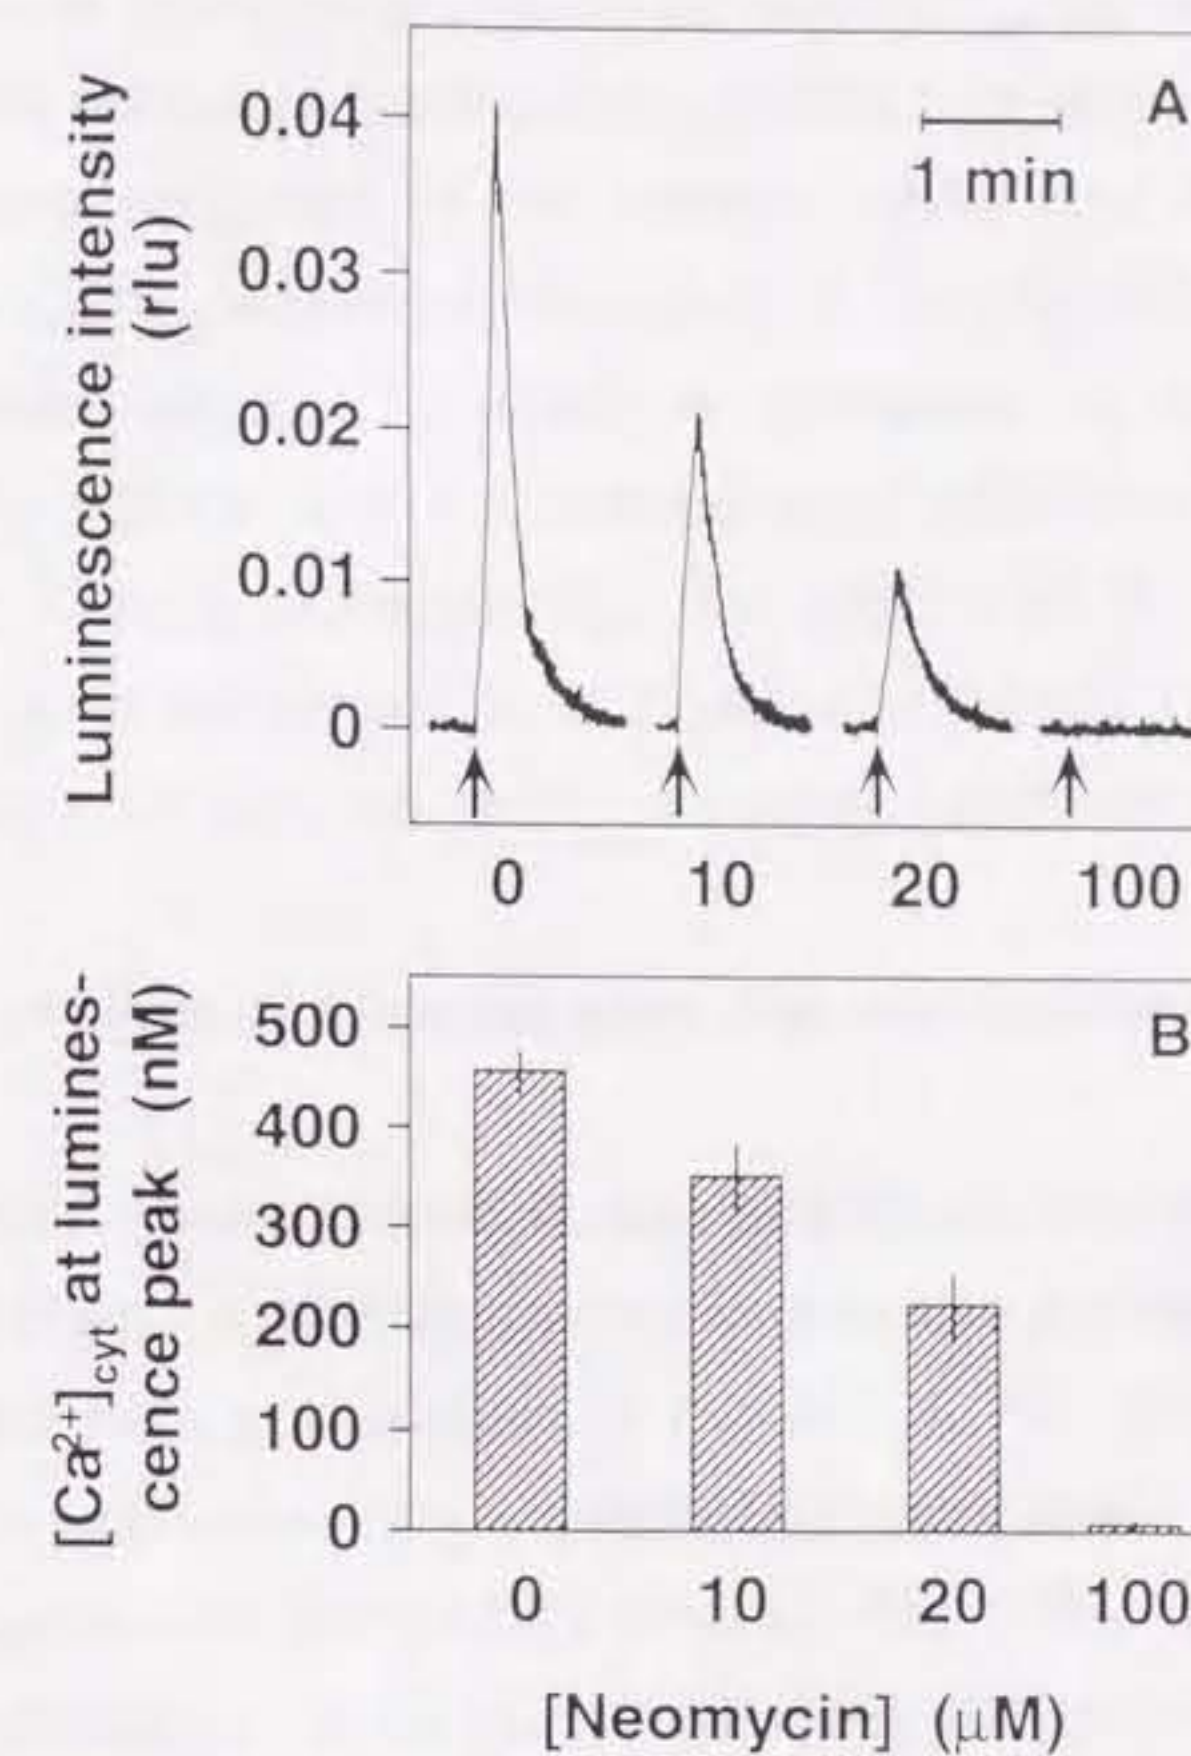 Luminescence intensity
(rlu)
0.04
0.03
0.02
0.01
0
A
1 min
0 10 20 100
[Ca²⁺]cyt at lumines-
cence peak (nM)
500
400
300
200
100
0
B
0 10 20 100
[Neomycin] (μM)